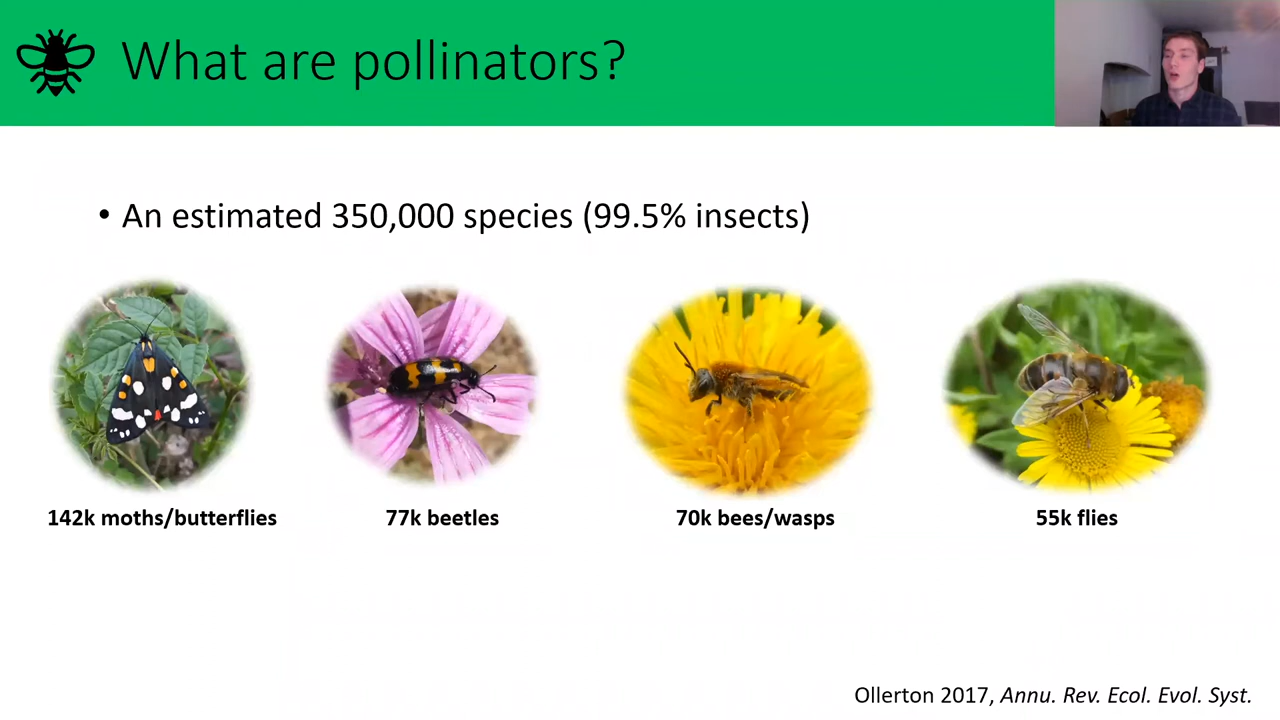 What are pollinators?
• An estimated 350,000 species (99.5% insects)
142k moths/butterflies
77k beetles
70k bees/wasps
55k flies
Ollerton 2017, Annu. Rev. Ecol. Evol. Syst.